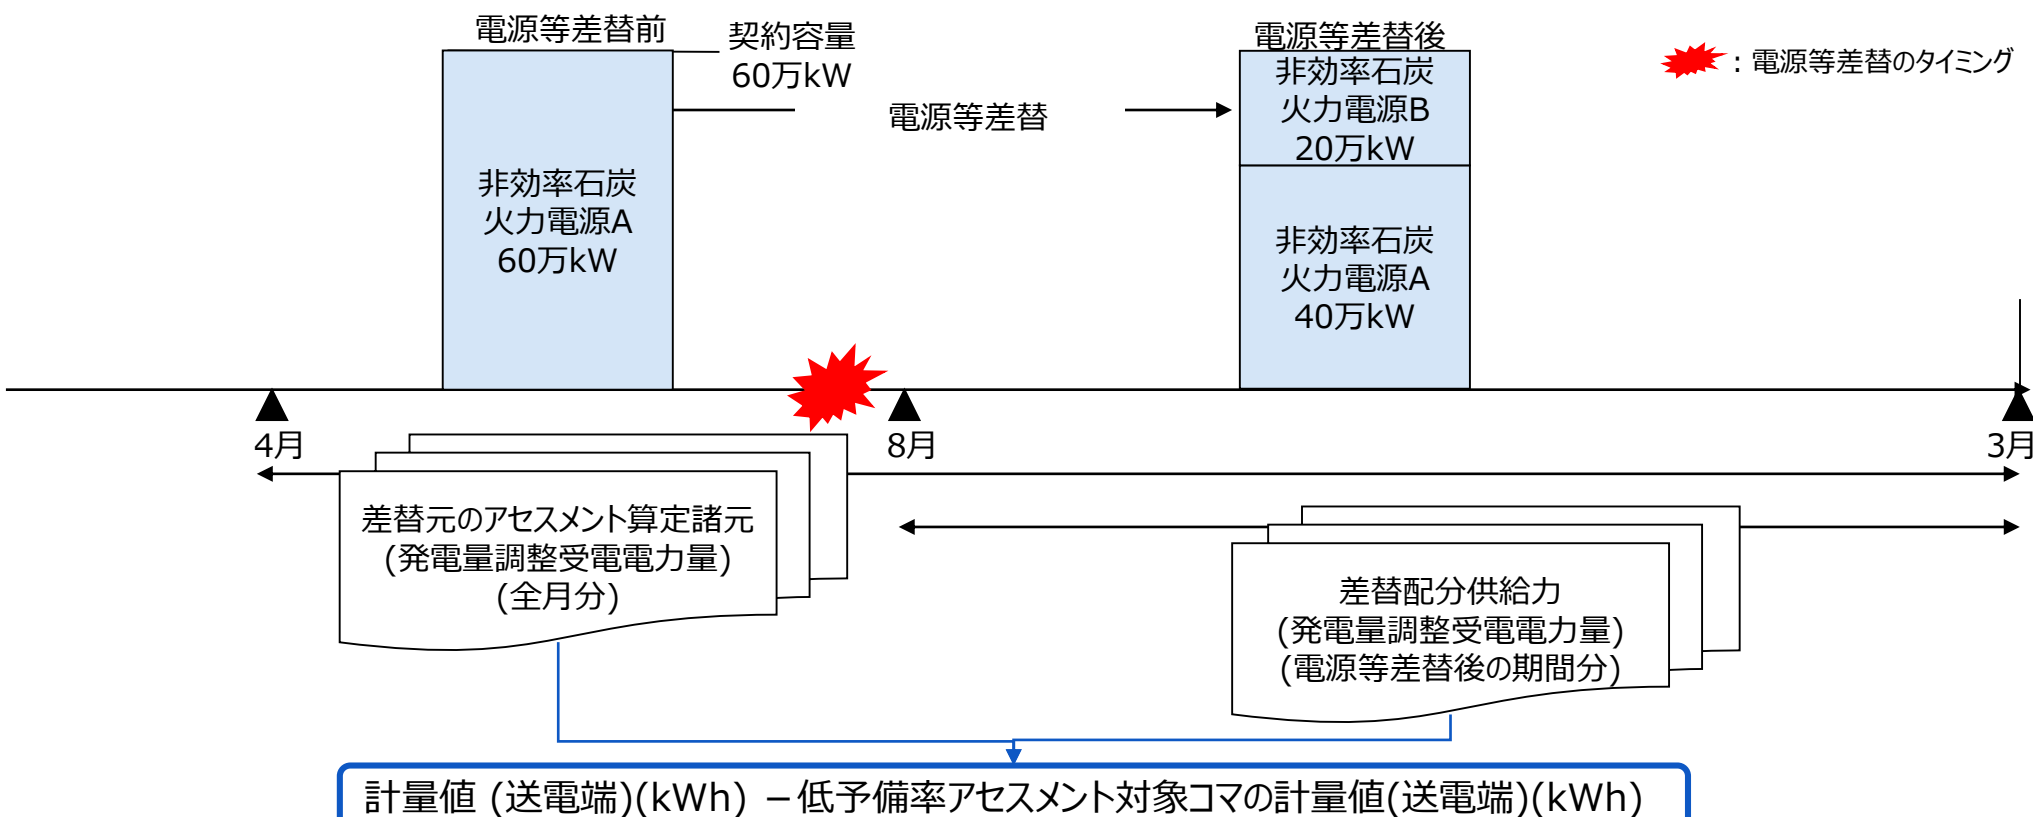 電源等差替前
契約容量
60万kW
電源等差替後
：電源等差替のタイミング
電源等差替
非効率石炭
火力電源A
60万kW
非効率石炭
火力電源B
20万kW
非効率石炭
火力電源A
40万kW
4月
8月
3月
差替元のアセスメント算定諸元
(発電量調整受電電力量)
(全月分)
差替配分供給力
(発電量調整受電電力量)
(電源等差替後の期間分)
計量値 (送電端)(kWh) －低予備率アセスメント対象コマの計量値(送電端)(kWh)